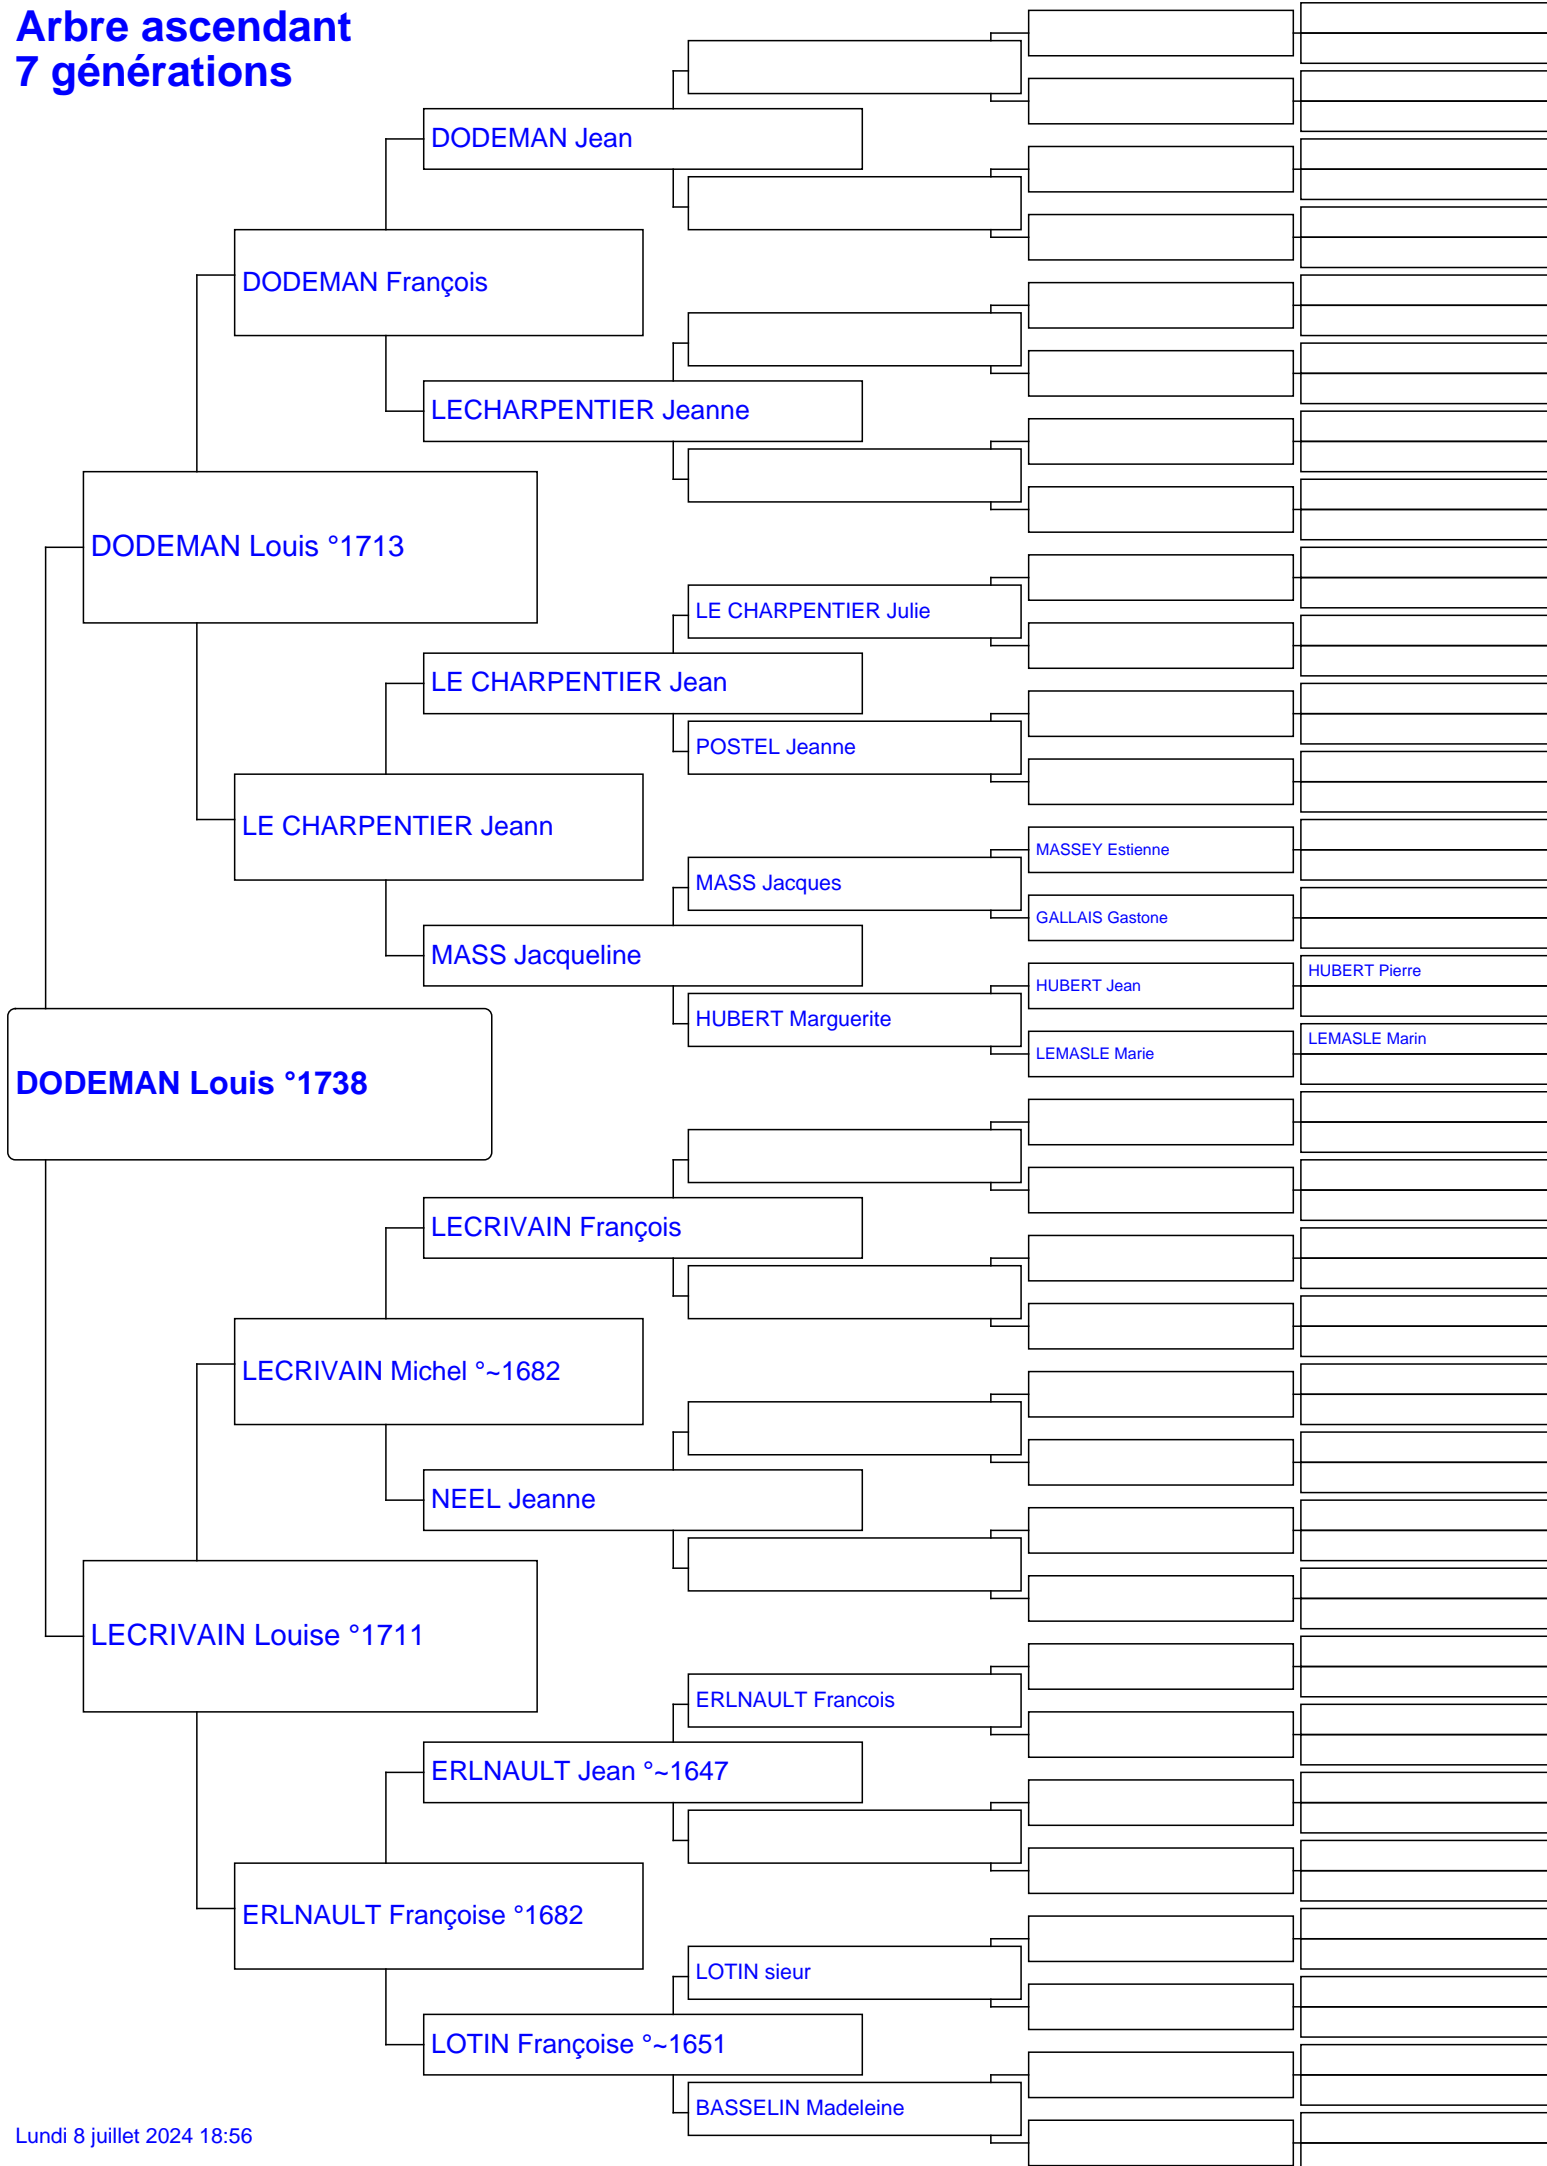 Arbre ascendant
7 générations
DODEMAN Jean
DODEMAN François
LECHARPENTIER Jeanne
DODEMAN Louis °1713
LE CHARPENTIER Julie
LE CHARPENTIER Jean
POSTEL Jeanne
LE CHARPENTIER Jeann
MASSEY Estienne
MASS Jacques
GALLAIS Gastone
MASS Jacqueline
HUBERT Pierre
HUBERT Jean
HUBERT Marguerite
LEMASLE Marin
LEMASLE Marie
DODEMAN Louis °1738
LECRIVAIN François
LECRIVAIN Michel °~1682
NEEL Jeanne
LECRIVAIN Louise °1711
ERLNAULT Francois
ERLNAULT Jean °~1647
ERLNAULT Françoise °1682
LOTIN sieur
LOTIN Françoise °~1651
BASSELIN Madeleine
Lundi 8 juillet 2024 18:56